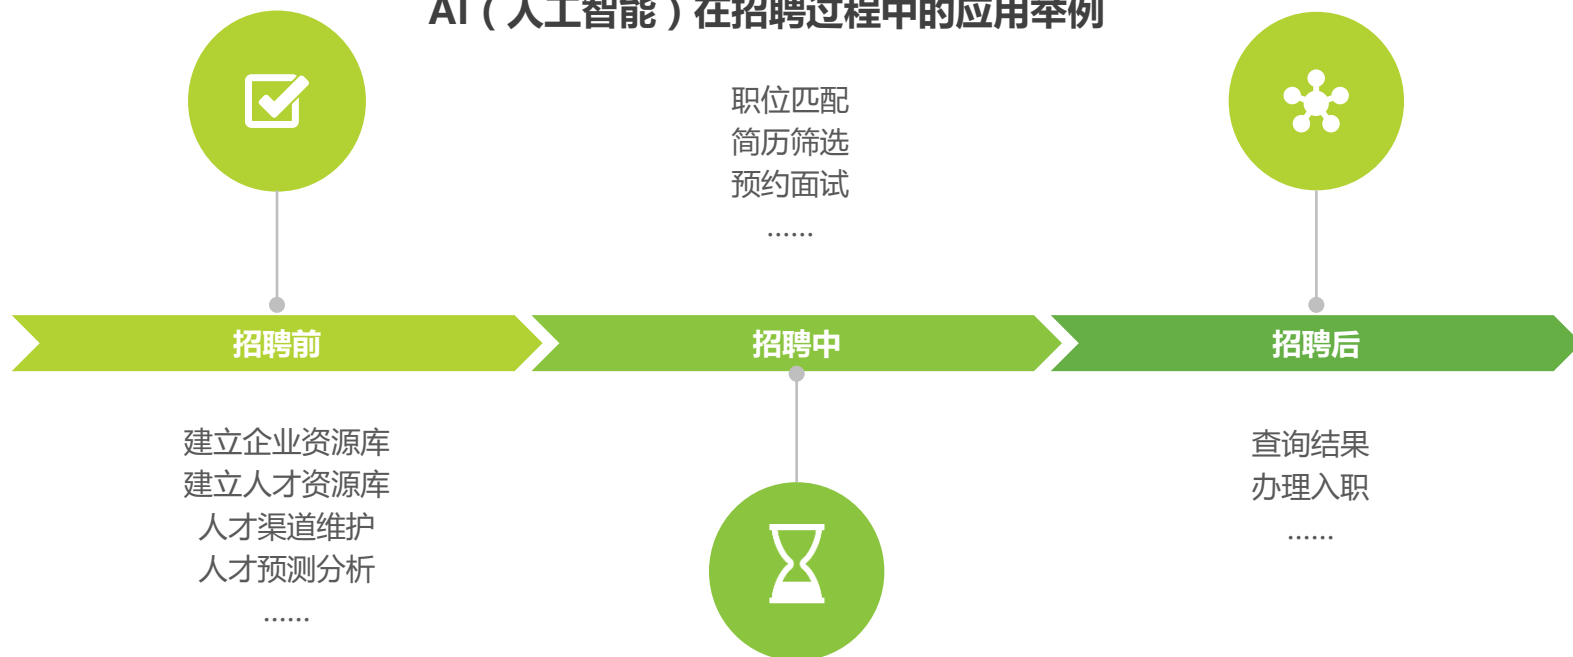 AI（人工智能）在招聘过程中的应用举例
职位匹配
简历筛选
预约面试
......
招聘前
招聘中
招聘后
建立企业资源库
建立人才资源库
人才渠道维护
人才预测分析
......
查询结果
办理入职
......